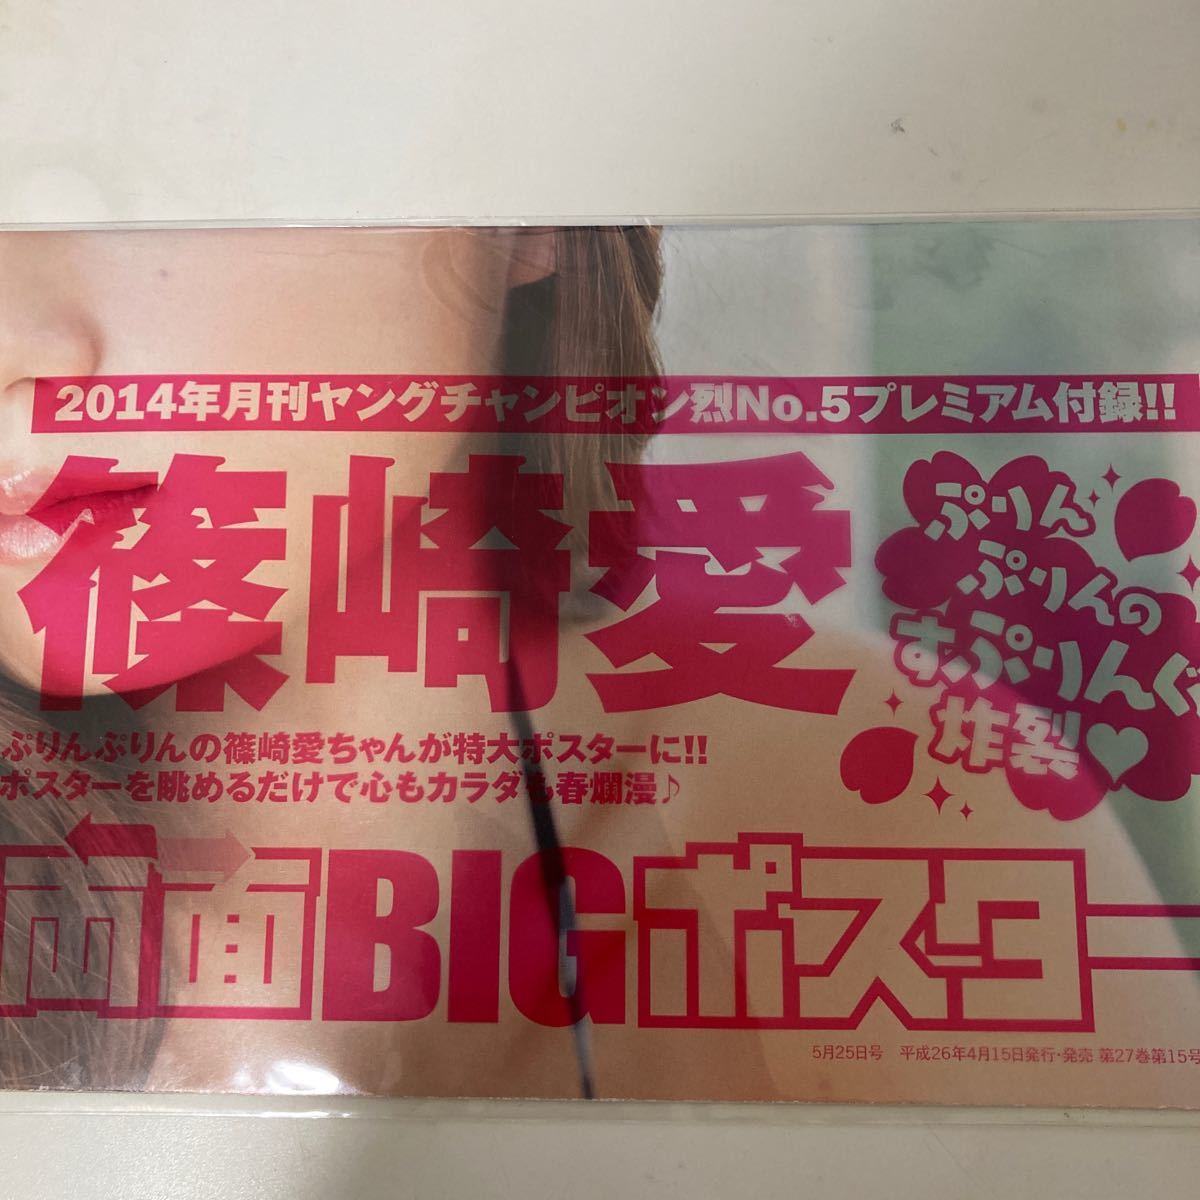 2014年月刊ヤングチャンピオン烈No.5プレミアム付録!!
篠崎愛
ぷりん
ぷりんの
すぷりんぐ
炸裂
ぷりんぷりんの篠崎愛ちゃんが特大ポスターに!!
ポスターを眺めるだけで心もカラダも春爛漫♪
両面BIGポスター
5月25日号 平成26年4月15日発行・発売 第27巻第15号